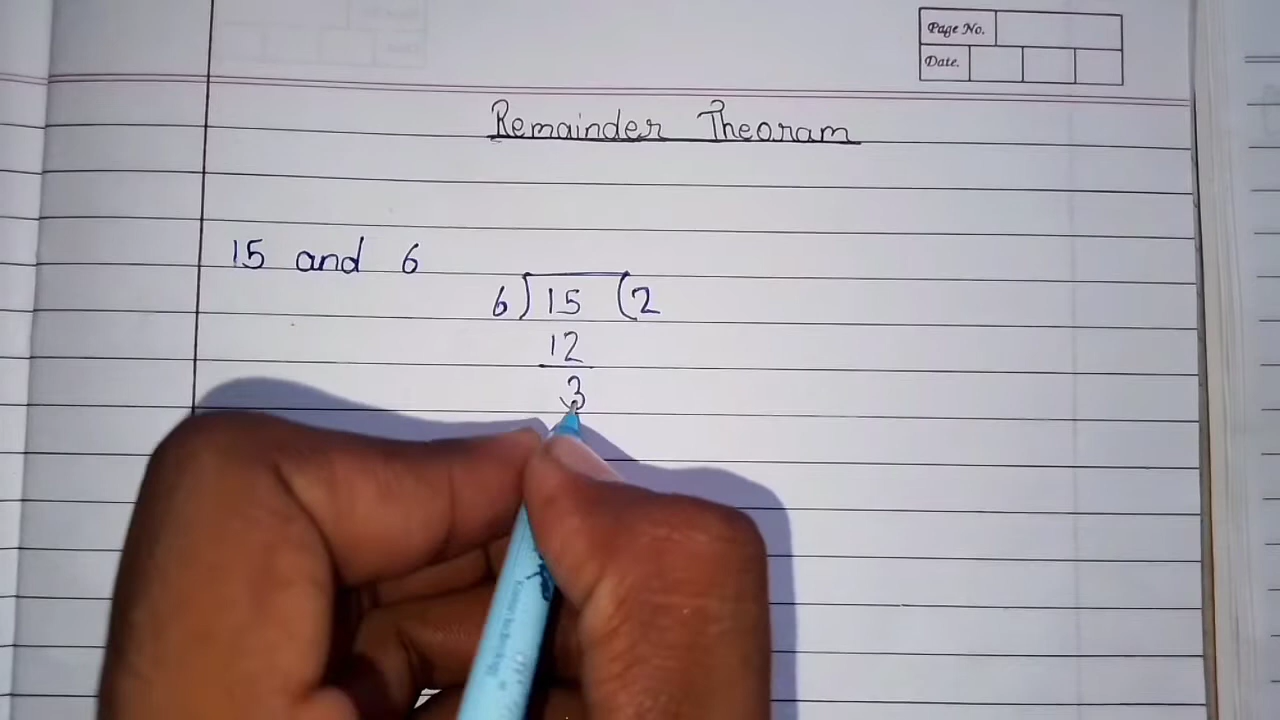 Page No.
Date.
Remainder Theoram
15 and 6
6) 15 (2
12
3